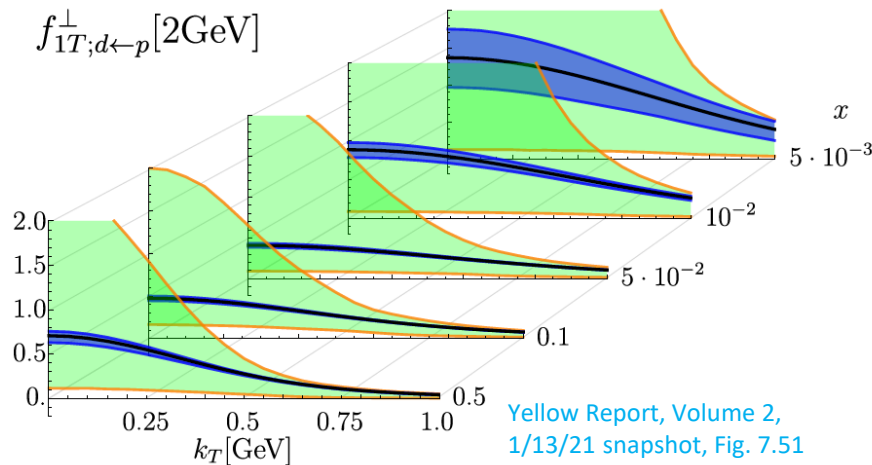 f⊥1T;d←p[2GeV]
x
5 · 10−3
10−2
5 · 10−2
0.1
0.5
2.0
1.5
1.0
0.5
0.
0.25 0.5 0.75 1.0
kT[GeV]
Yellow Report, Volume 2,
1/13/21 snapshot, Fig. 7.51